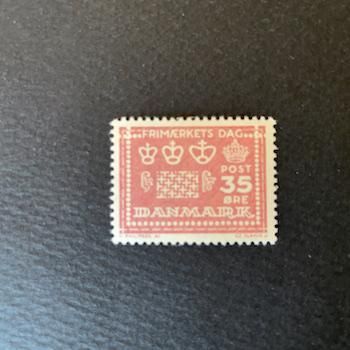 FRIMÆRKETS DAG
POST
35
ØRE
DANMARK